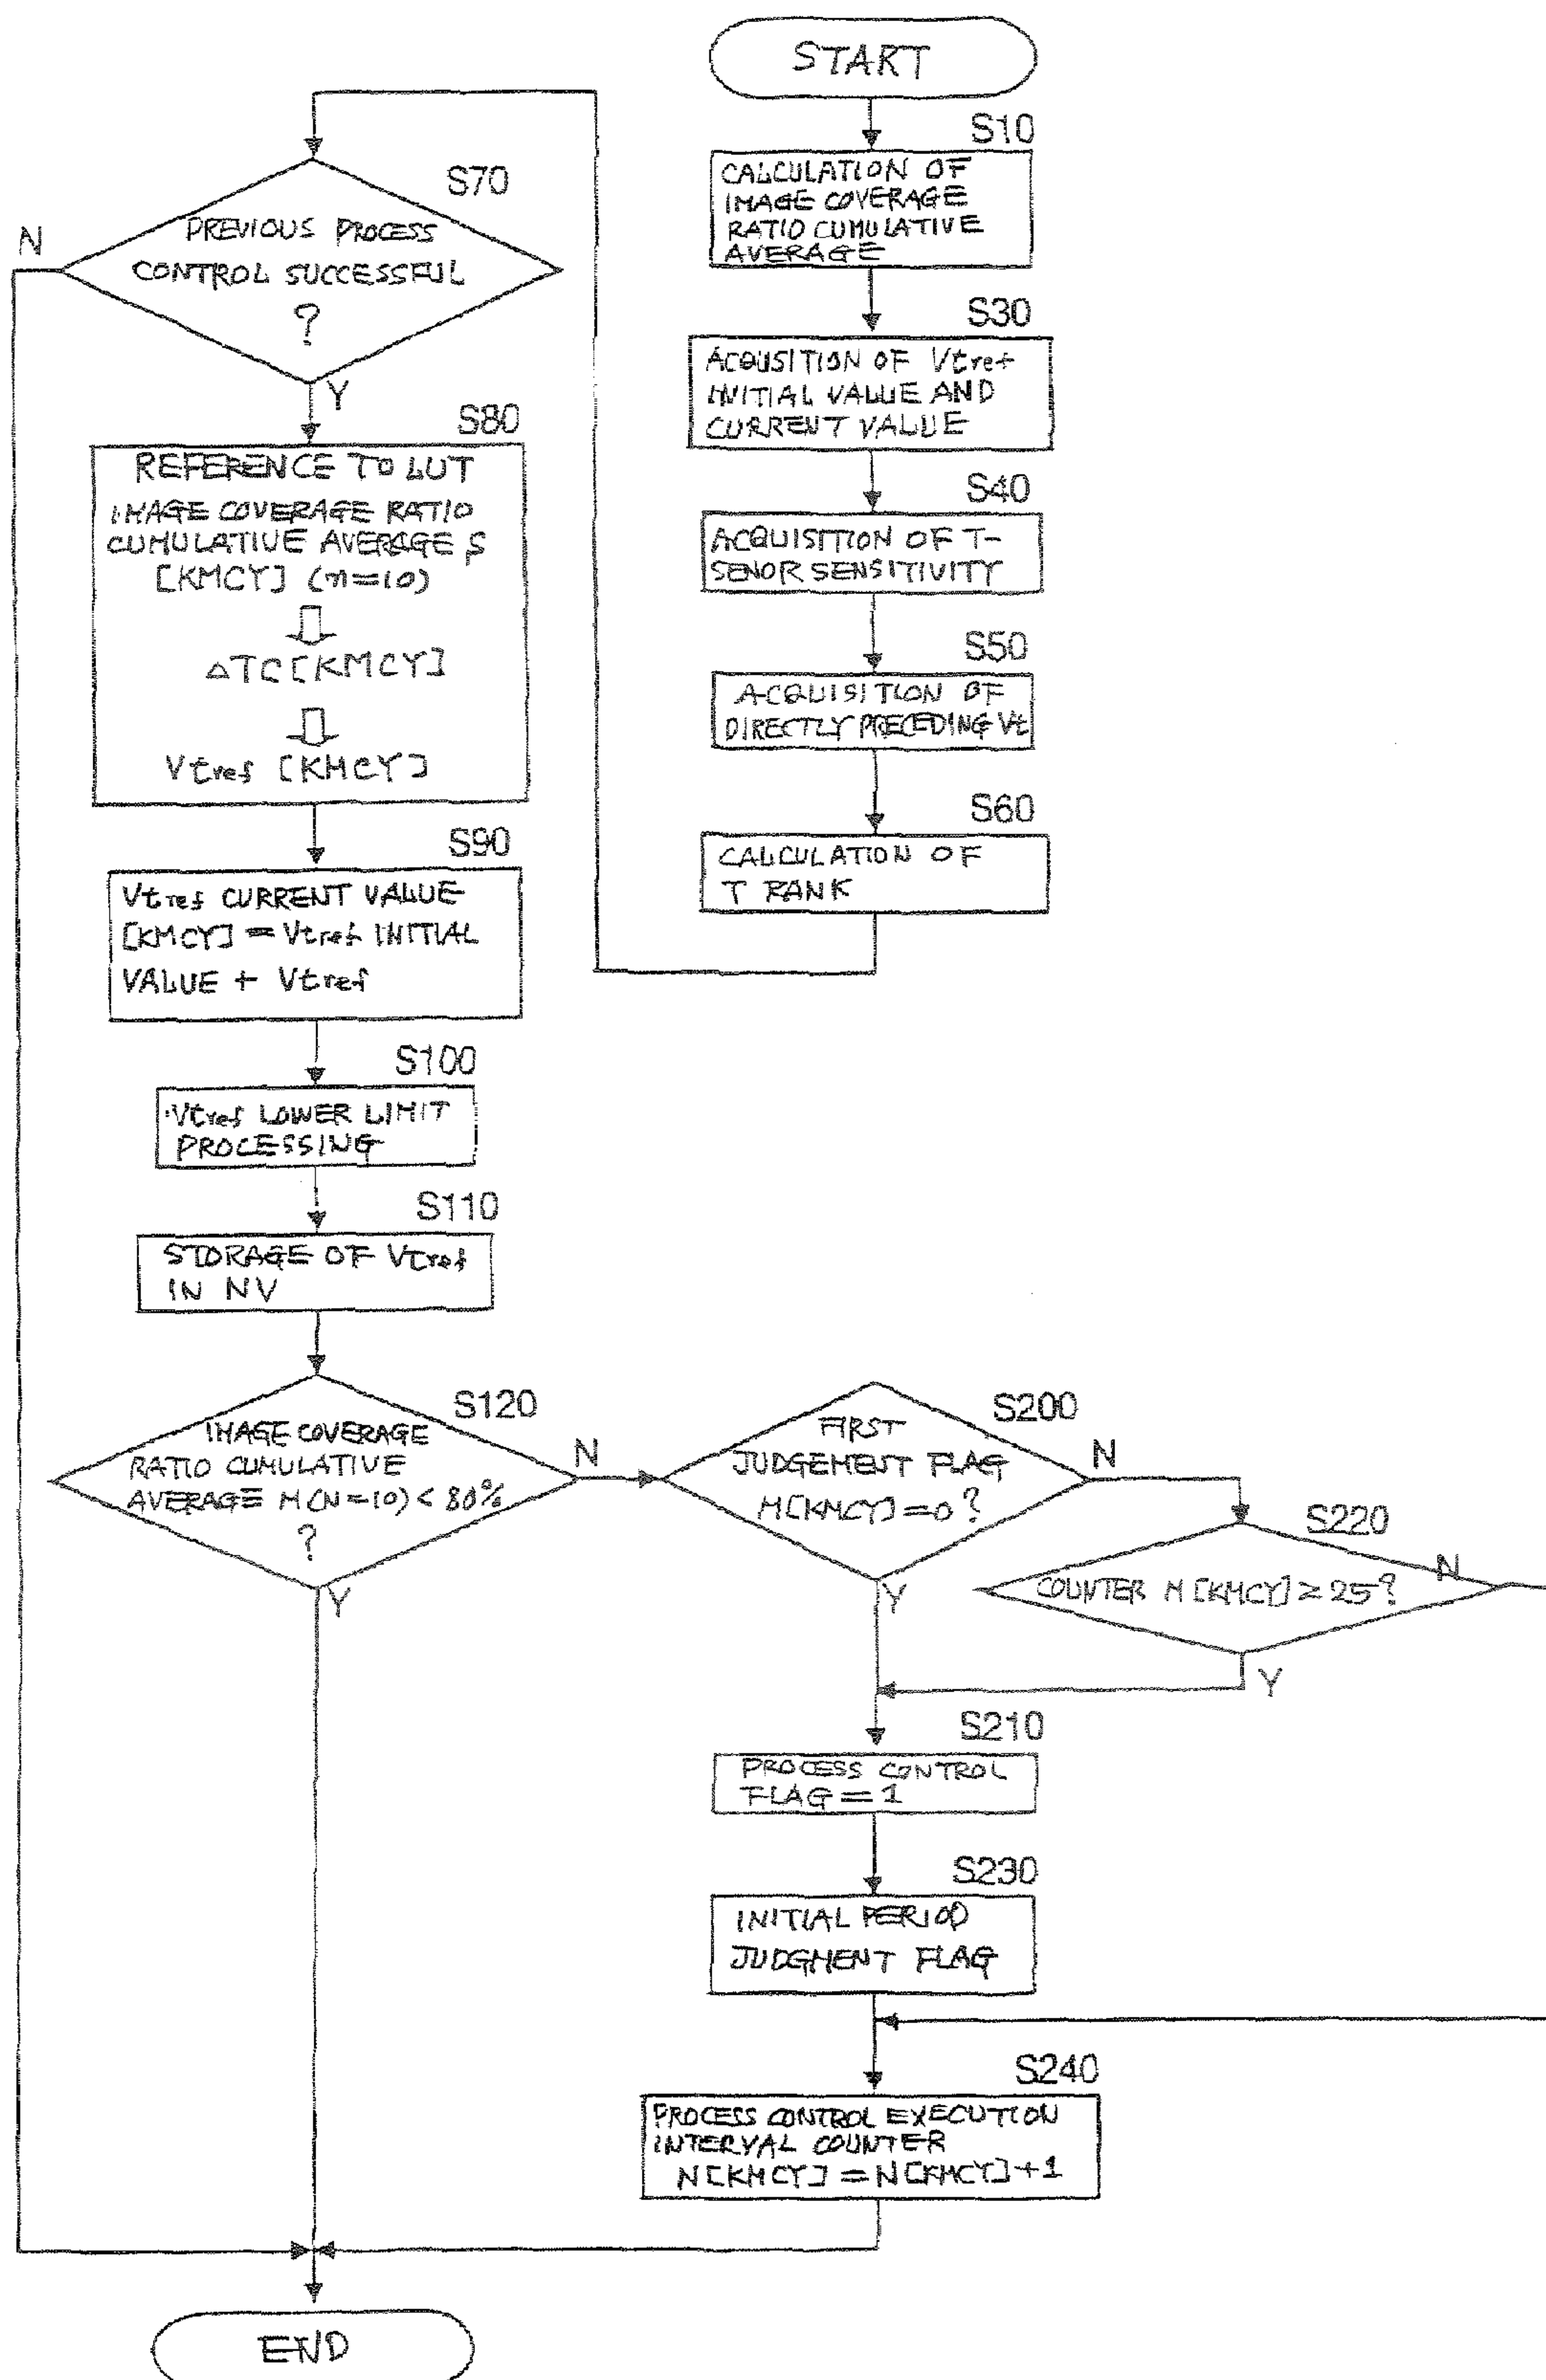 START
S10
CALCULATION OF
IMAGE COVERAGE
RATIO CUMULATIVE
AVERAGE
S30
ACQUSITION OF Vtref
INITIAL VALUE AND
CURRENT VALUE
S40
ACQUISITION OF T-
SENOR SENSITIVITY
S50
ACQUISITION OF
DIRECTLY PRECEDING Vt
S60
CALCULATION OF
T RANK
S70
PREVIOUS PROCESS
CONTROL SUCCESSFUL
?
N
Y
S80
REFERENCE TO LUT
IMAGE COVERAGE RATIO
CUMULATIVE AVERAGE S
[KMCY] (n=10)
△TC[KMCY]
Vtref [KMCY]
S90
Vtref CURRENT VALUE
[KMCY] = Vtref INITIAL
VALUE + Vtref
S100
Vtref LOWER LIMIT
PROCESSING
S110
STORAGE OF Vtref
IN NV
S120
IMAGE COVERAGE
RATIO CUMULATIVE
AVERAGE M(N=10) < 80%
?
N
Y
S200
FIRST
JUDGEMENT FLAG
M[KMCY]=0?
N
Y
S220
COUNTER M[KMCY]≥25?
N
Y
S210
PROCESS CONTROL
FLAG=1
S230
INITIAL PERIOD
JUDGMENT FLAG
S240
PROCESS CONTROL EXECUTION
INTERVAL COUNTER
N[KMCY]=N[KMCY]+1
END